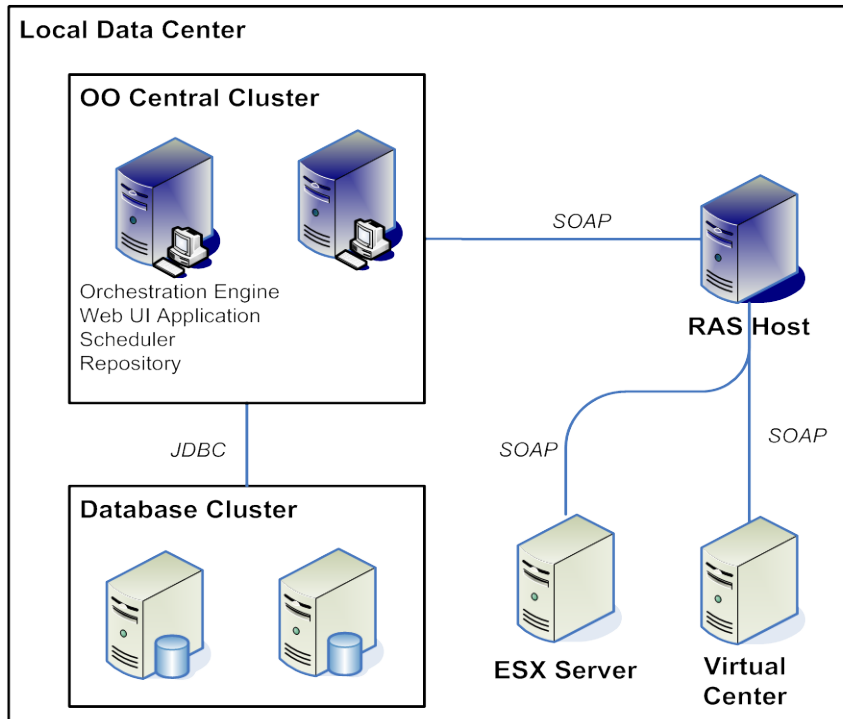 Local Data Center
OO Central Cluster
Orchestration Engine
Web UI Application
Scheduler
Repository
SOAP
RAS Host
JDBC
SOAP
SOAP
Database Cluster
ESX Server
Virtual
Center